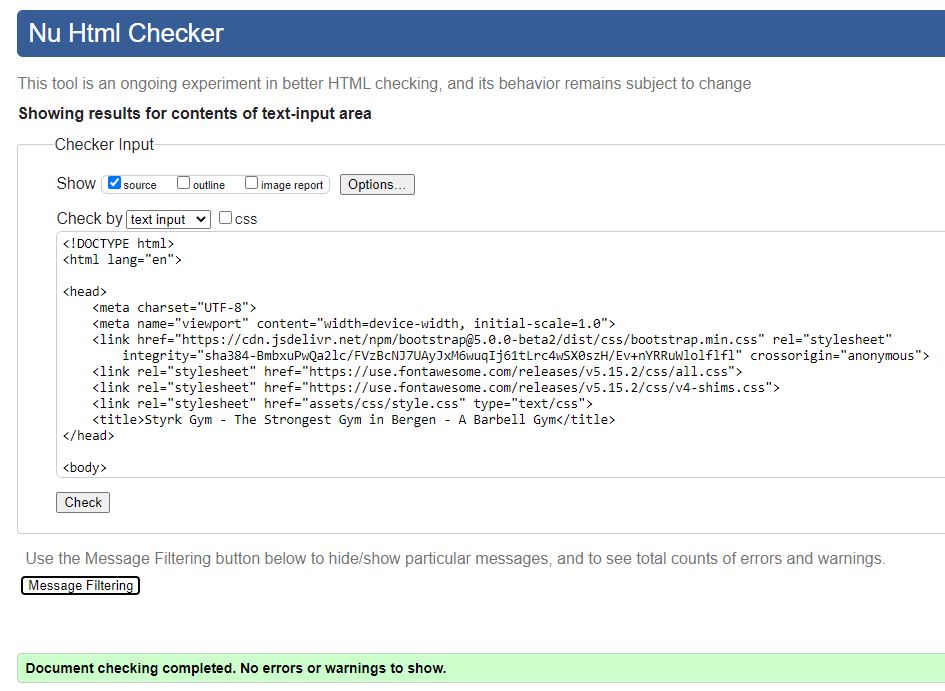 Nu Html Checker
This tool is an ongoing experiment in better HTML checking, and its behavior remains subject to change
Showing results for contents of text-input area
Checker Input
Show source outline image report Options...
Check by text input css
<!DOCTYPE html>
<html lang="en">
<head>
<meta charset="UTF-8">
<meta name="viewport" content="width=device-width, initial-scale=1.0">
<link href="https://cdn.jsdelivr.net/npm/bootstrap@5.0.0-beta2/dist/css/bootstrap.min.css" rel="stylesheet"
integrity="sha384-BmbxuPwQa2lc/FVzBcNJ7UAyJxM6wuqIj61tLrc4wSX0szH/Ev+nYRRuWlolflfl" crossorigin="anonymous">
<link rel="stylesheet" href="https://use.fontawesome.com/releases/v5.15.2/css/all.css">
<link rel="stylesheet" href="https://use.fontawesome.com/releases/v5.15.2/css/v4-shims.css">
<link rel="stylesheet" href="assets/css/style.css" type="text/css">
<title>Styrk Gym - The Strongest Gym in Bergen - A Barbell Gym</title>
</head>
<body>
Check
Use the Message Filtering button below to hide/show particular messages, and to see total counts of errors and warnings.
Message Filtering
Document checking completed. No errors or warnings to show.